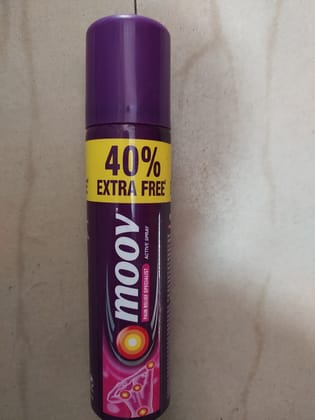 40%
EXTRA FREE*
moov
ACTIVE SPRAY
PAIN RELIEF SPECIALIST